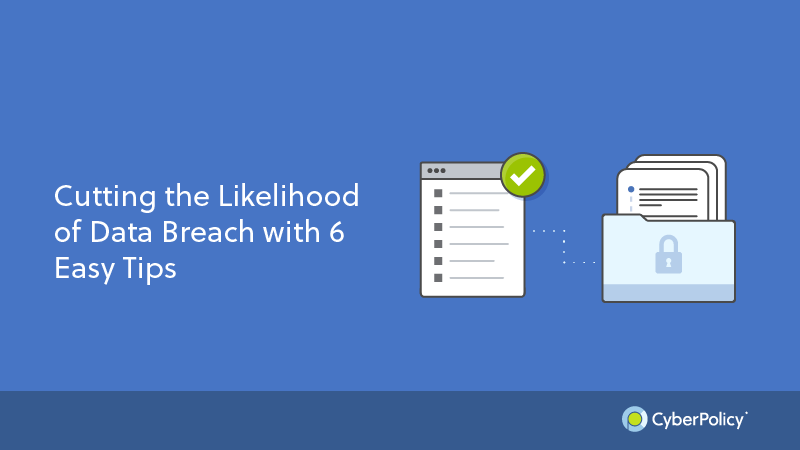 Cutting the Likelihood
of Data Breach with 6
Easy Tips
CyberPolicy